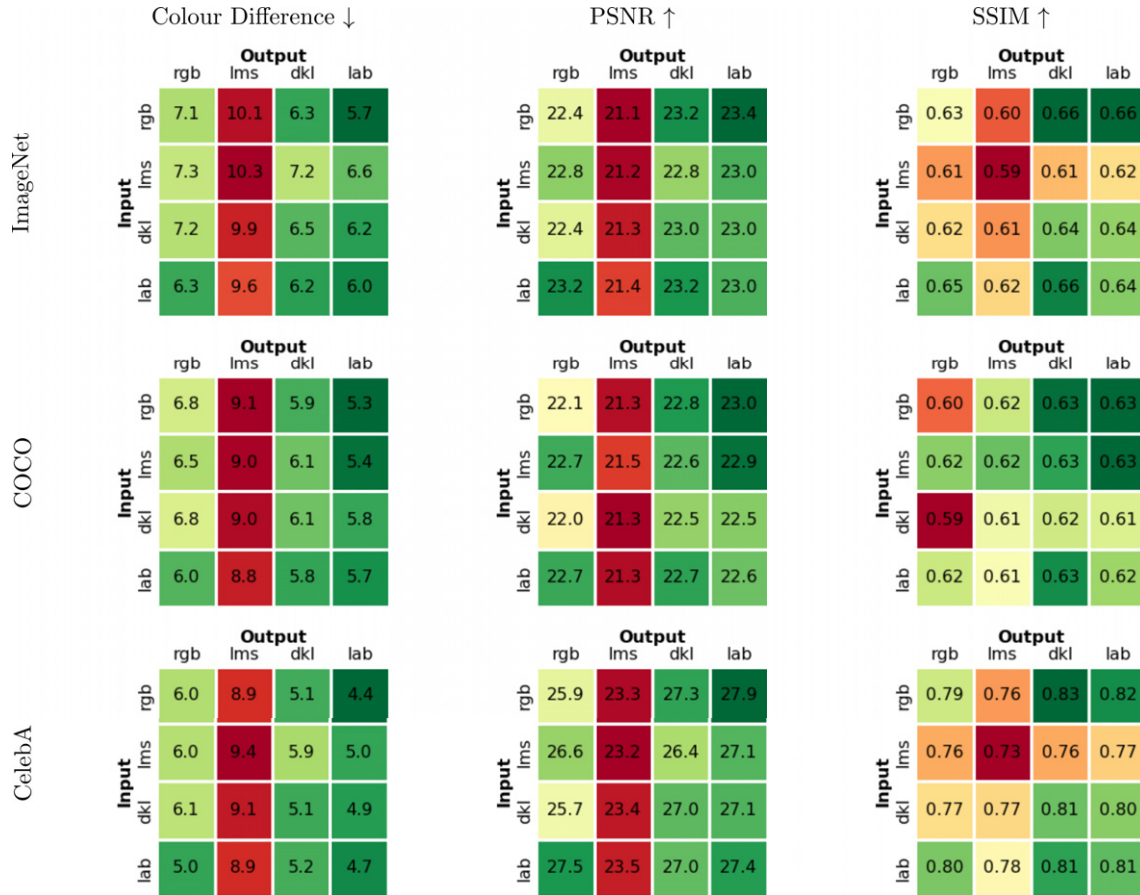 Colour Difference ↓ PSNR ↑ SSIM ↑
ImageNet
Output Output Output
rgb lms dkl lab rgb lms dkl lab rgb lms dkl lab
Input Input Input
rgb 7.1 10.1 6.3 5.7 rgb 22.4 21.1 23.2 23.4 rgb 0.63 0.60 0.66 0.66
lms 7.3 10.3 7.2 6.6 lms 22.8 21.2 22.8 23.0 lms 0.61 0.59 0.61 0.62
dkl 7.2 9.9 6.5 6.2 dkl 22.4 21.3 23.0 23.0 dkl 0.62 0.61 0.64 0.64
lab 6.3 9.6 6.2 6.0 lab 23.2 21.4 23.2 23.0 lab 0.65 0.62 0.66 0.64
COCO
Output Output Output
rgb lms dkl lab rgb lms dkl lab rgb lms dkl lab
Input Input Input
rgb 6.8 9.1 5.9 5.3 rgb 22.1 21.3 22.8 23.0 rgb 0.60 0.62 0.63 0.63
lms 6.5 9.0 6.1 5.4 lms 22.7 21.5 22.6 22.9 lms 0.62 0.62 0.63 0.63
dkl 6.8 9.0 6.1 5.8 dkl 22.0 21.3 22.5 22.5 dkl 0.59 0.61 0.62 0.61
lab 6.0 8.8 5.8 5.7 lab 22.7 21.3 22.7 22.6 lab 0.62 0.61 0.63 0.62
CelebA
Output Output Output
rgb lms dkl lab rgb lms dkl lab rgb lms dkl lab
Input Input Input
rgb 6.0 8.9 5.1 4.4 rgb 25.9 23.3 27.3 27.9 rgb 0.79 0.76 0.83 0.82
lms 6.0 9.4 5.9 5.0 lms 26.6 23.2 26.4 27.1 lms 0.76 0.73 0.76 0.77
dkl 6.1 9.1 5.1 4.9 dkl 25.7 23.4 27.0 27.1 dkl 0.77 0.77 0.81 0.80
lab 5.0 8.9 5.2 4.7 lab 27.5 23.5 27.0 27.4 lab 0.80 0.78 0.81 0.81